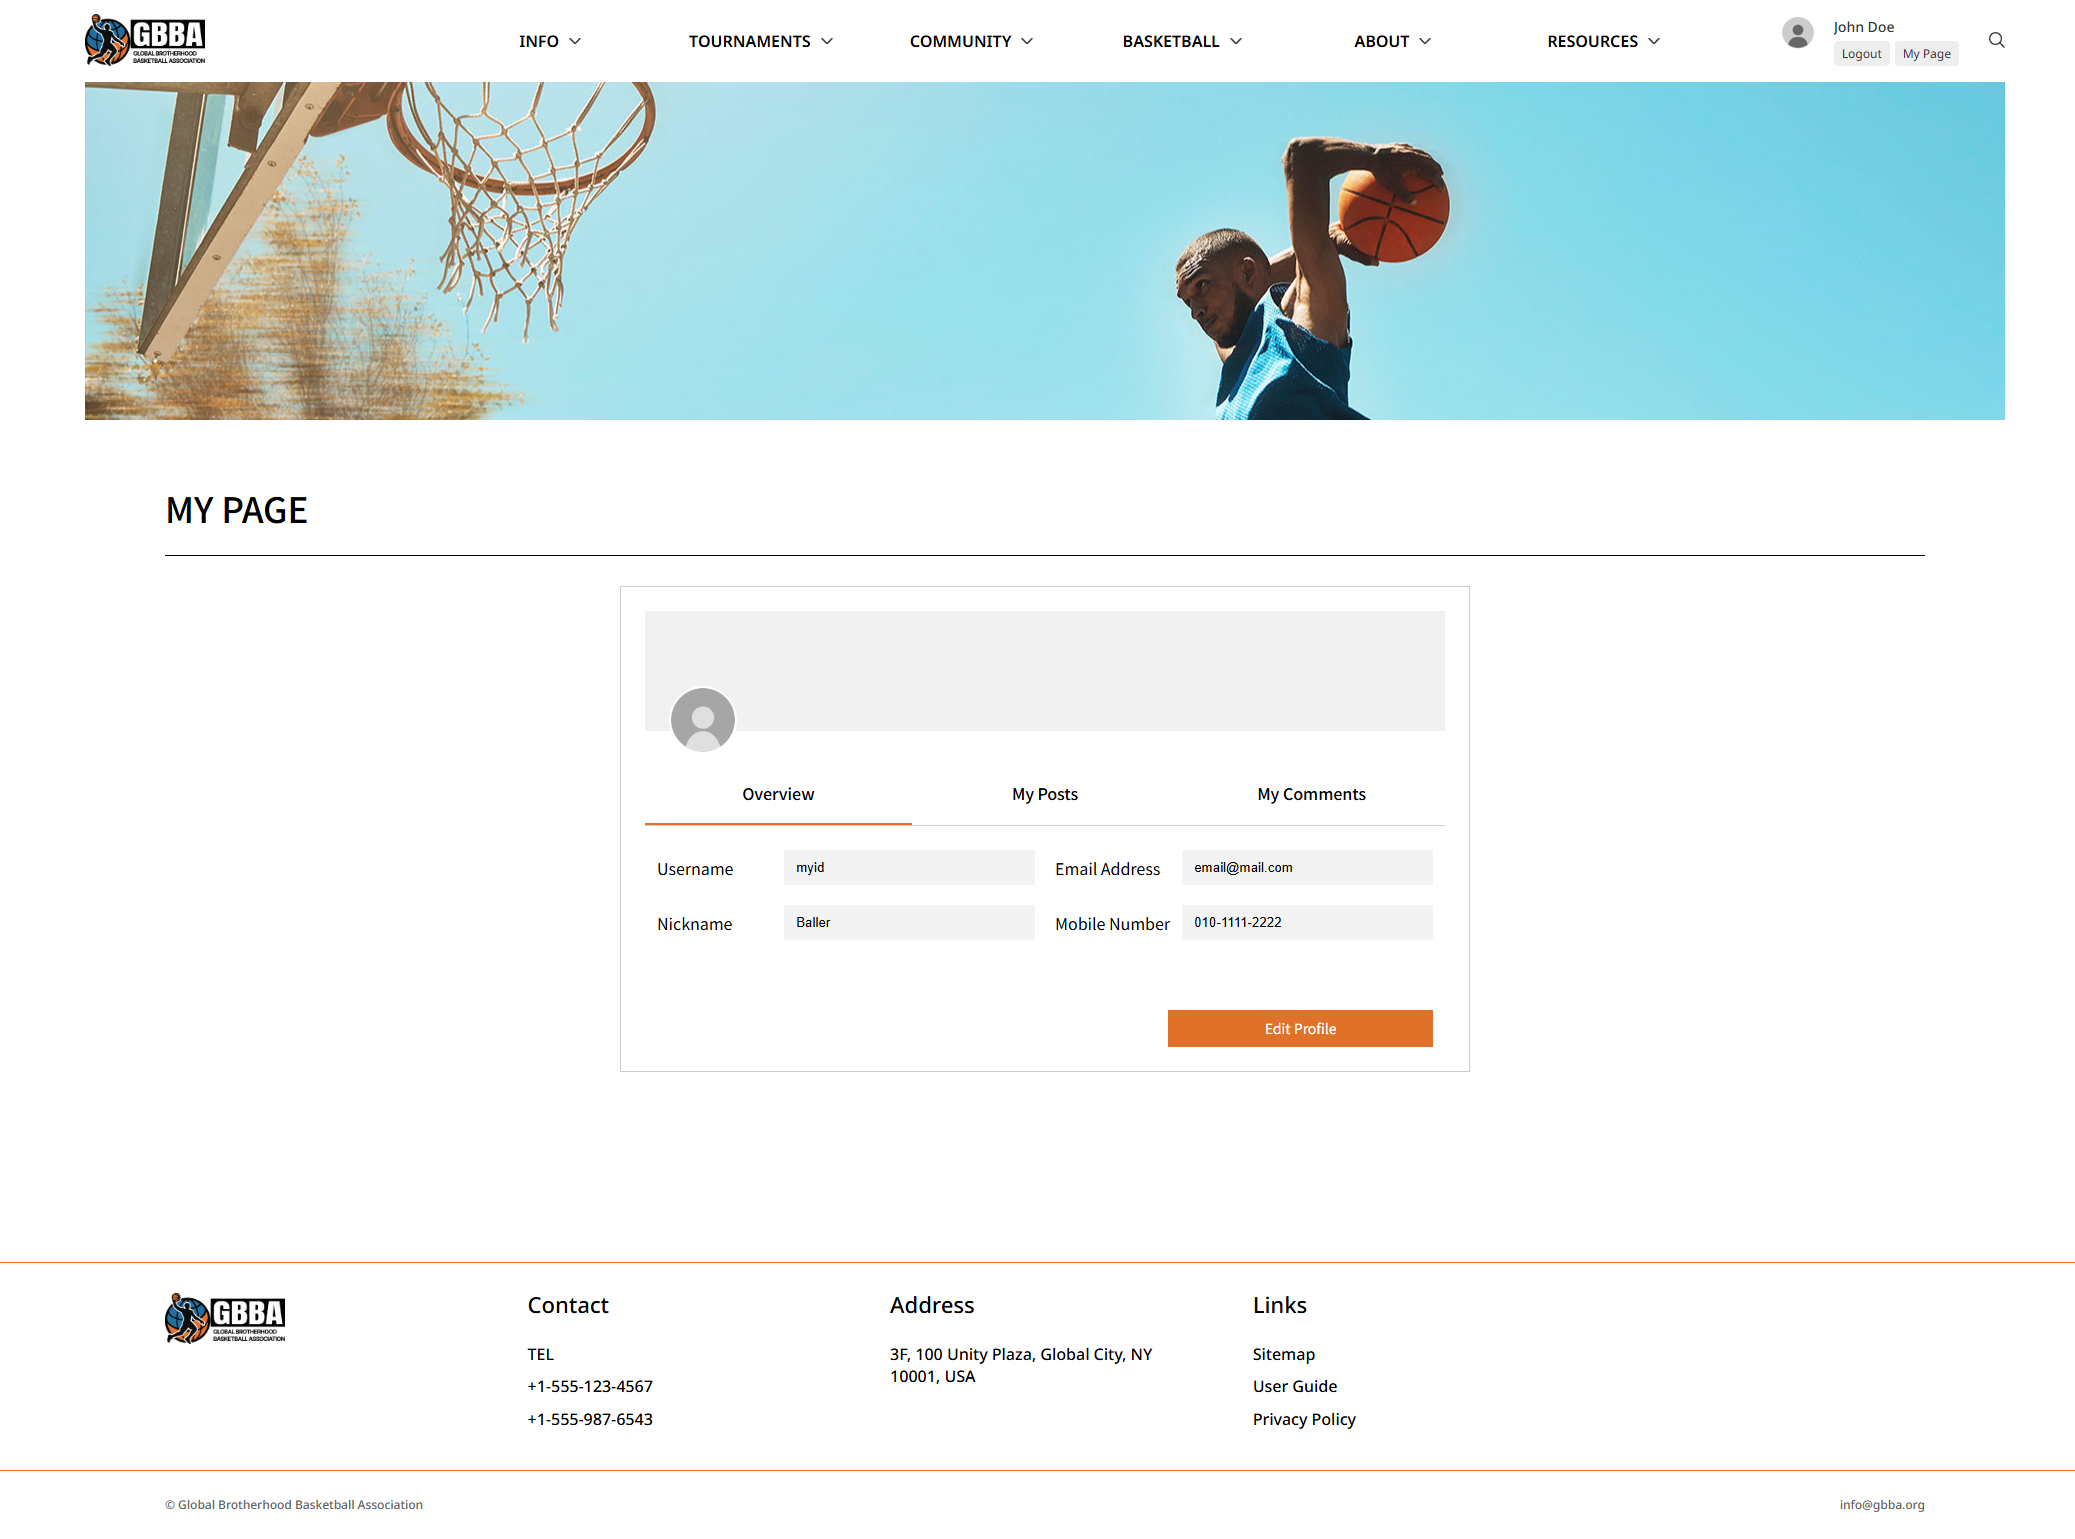 GBBA
GLOBAL BROTHERHOOD
BASKETBALL ASSOCIATION
INFO
TOURNAMENTS
COMMUNITY
BASKETBALL
ABOUT
RESOURCES
John Doe
Logout
My Page
MY PAGE
Overview
My Posts
My Comments
Username
myid
Email Address
email@mail.com
Nickname
Baller
Mobile Number
010-1111-2222
Edit Profile
GBBA
GLOBAL BROTHERHOOD
BASKETBALL ASSOCIATION
Contact
TEL
+1-555-123-4567
+1-555-987-6543
Address
3F, 100 Unity Plaza, Global City, NY
10001, USA
Links
Sitemap
User Guide
Privacy Policy
© Global Brotherhood Basketball Association
info@gbba.org